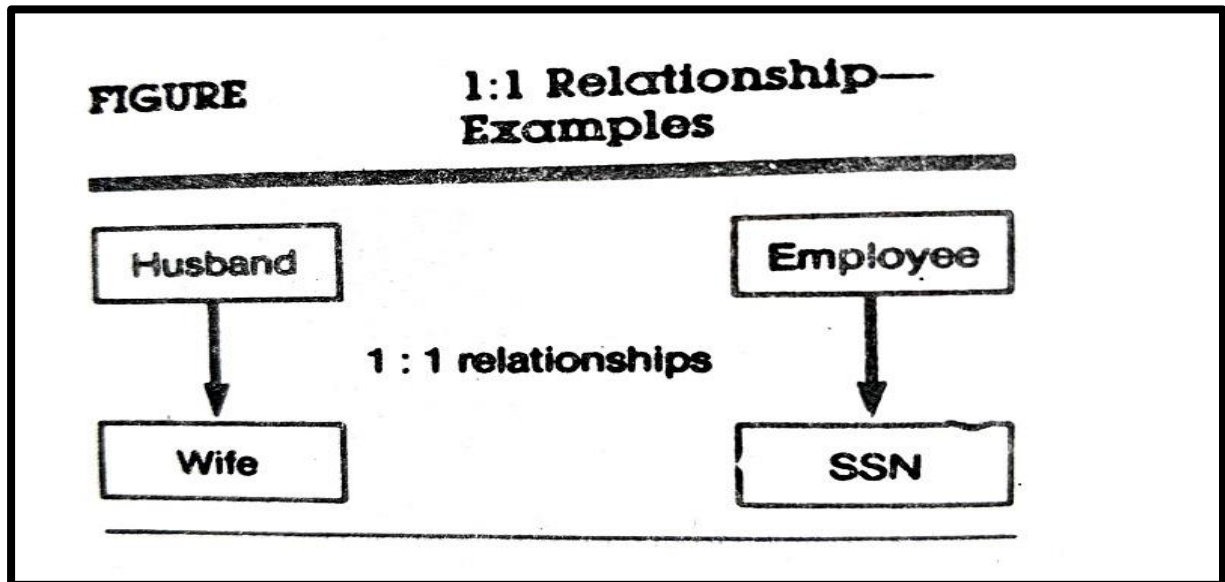 FIGURE
1:1 Relationship—
Examples
Husband
Employee
1 : 1 relationships
Wife
SSN